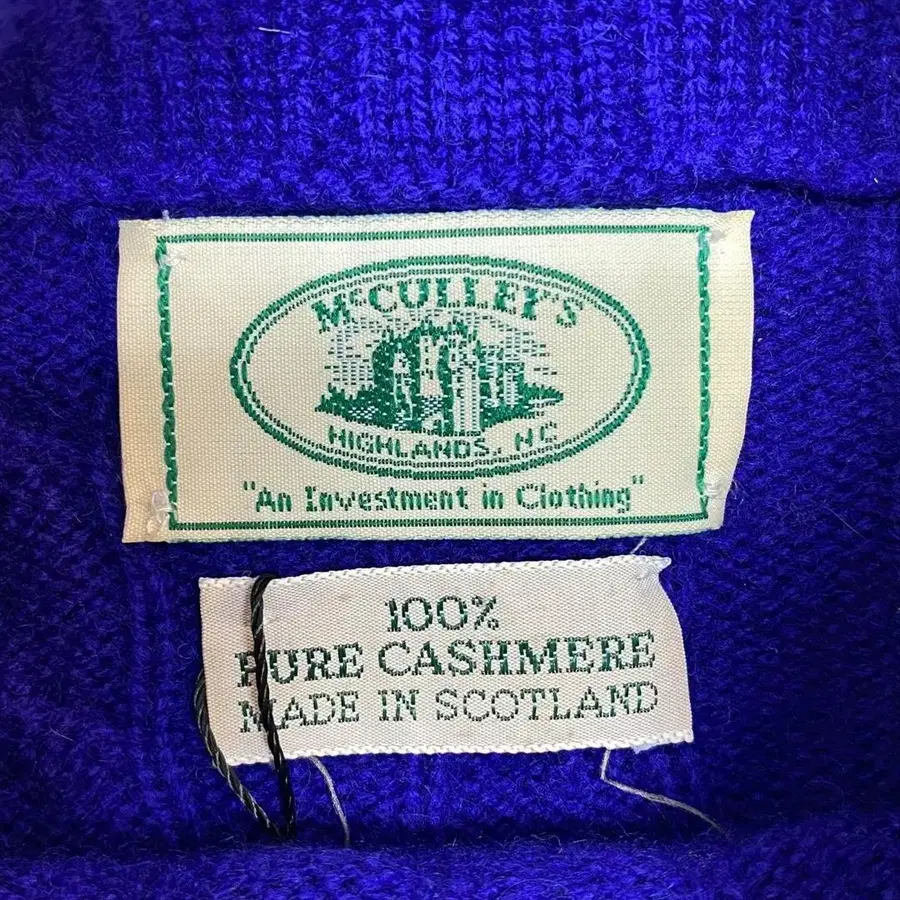 McCULLEY'S
HIGHLANDS, NC
"An Investment in Clothing"
100%
PURE CASHMERE
MADE IN SCOTLAND